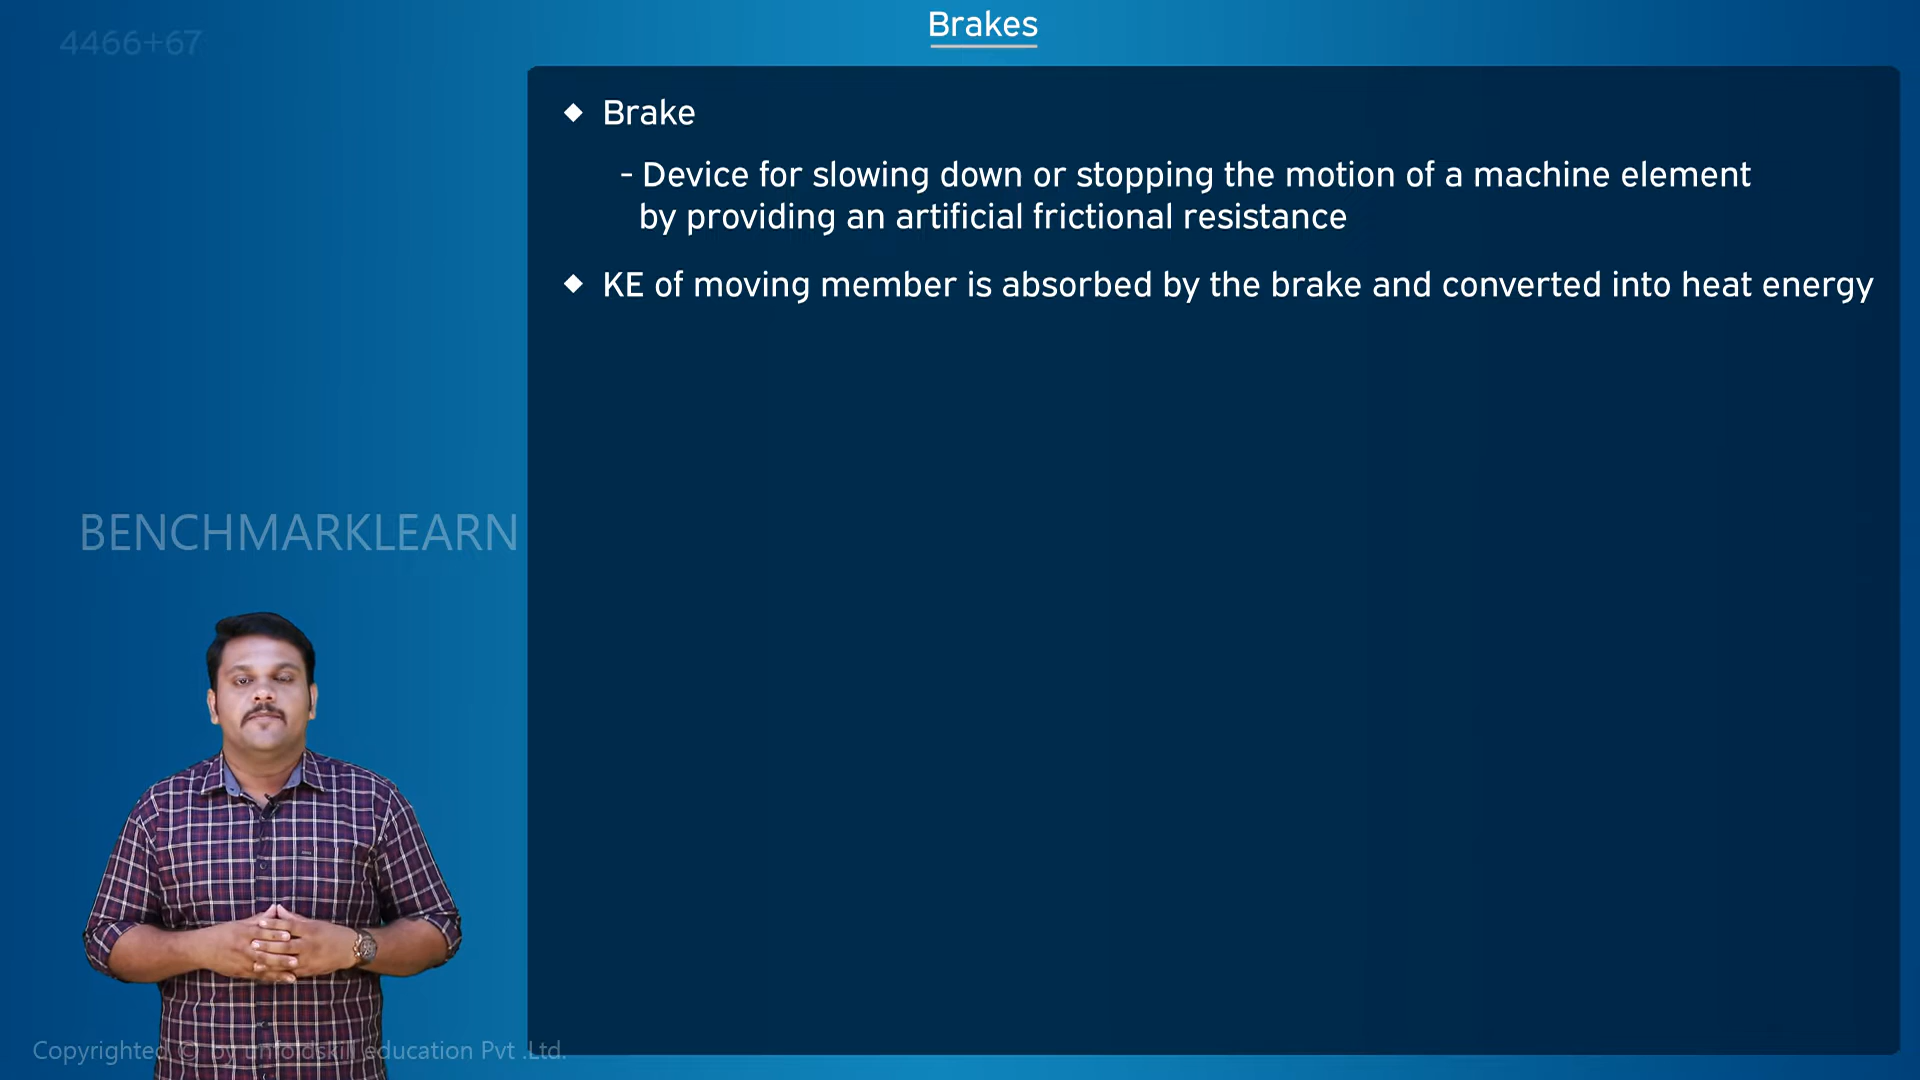 4466+67
Brakes
◆ Brake
- Device for slowing down or stopping the motion of a machine element
by providing an artificial frictional resistance
◆ KE of moving member is absorbed by the brake and converted into heat energy
BENCHMARKLEARN
Copyrighted © by unfoldskill education Pvt .Ltd.